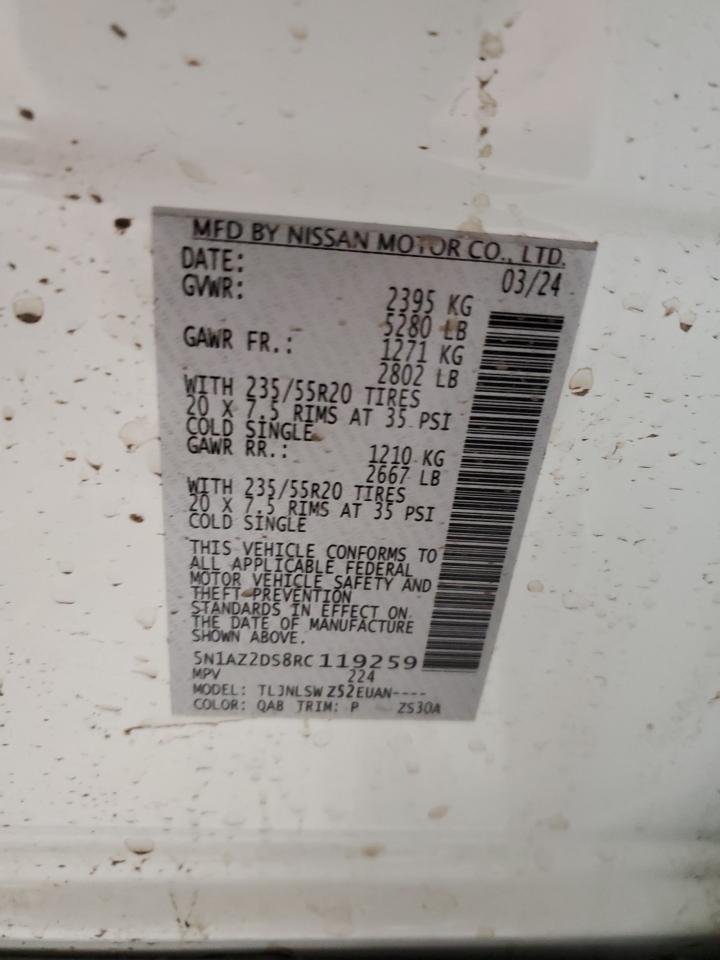 MFD BY NISSAN MOTOR CO., LTD.
DATE: 03/24
GVWR: 2395 KG
5280 LB
GAWR FR.: 1271 KG
2802 LB
WITH 235/55R20 TIRES
20 X 7.5 RIMS AT 35 PSI
COLD SINGLE
GAWR RR.: 1210 KG
2667 LB
WITH 235/55R20 TIRES
20 X 7.5 RIMS AT 35 PSI
COLD SINGLE
THIS VEHICLE CONFORMS TO
ALL APPLICABLE FEDERAL
MOTOR VEHICLE SAFETY AND
THEFT PREVENTION
STANDARDS IN EFFECT ON
THE DATE OF MANUFACTURE
SHOWN ABOVE.
5N1AZ2DS8RC119259
MPV 224
MODEL: TLJNLSWZ52EUAN----
COLOR: QAB TRIM: P ZS30A